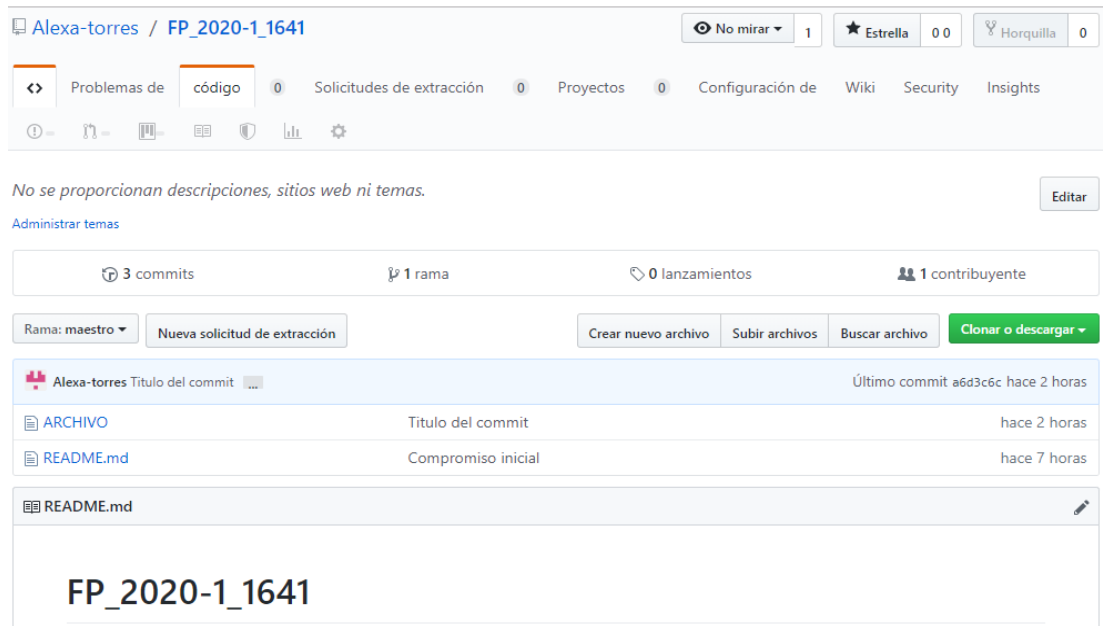 Alexa-torres / FP_2020-1_1641 No mirar 1 Estrella 0 0 Horquilla 0
<> Problemas de código 0 Solicitudes de extracción 0 Proyectos 0 Configuración de Wiki Security Insights
No se proporcionan descripciones, sitios web ni temas. Editar
Administrar temas
3 commits 1 rama 0 lanzamientos 1 contribuyente
Rama: maestro Nueva solicitud de extracción Crear nuevo archivo Subir archivos Buscar archivo Clonar o descargar
Alexa-torres Titulo del commit ... Último commit a6d3c6c hace 2 horas
ARCHIVO Titulo del commit hace 2 horas
README.md Compromiso inicial hace 7 horas
README.md
FP_2020-1_1641